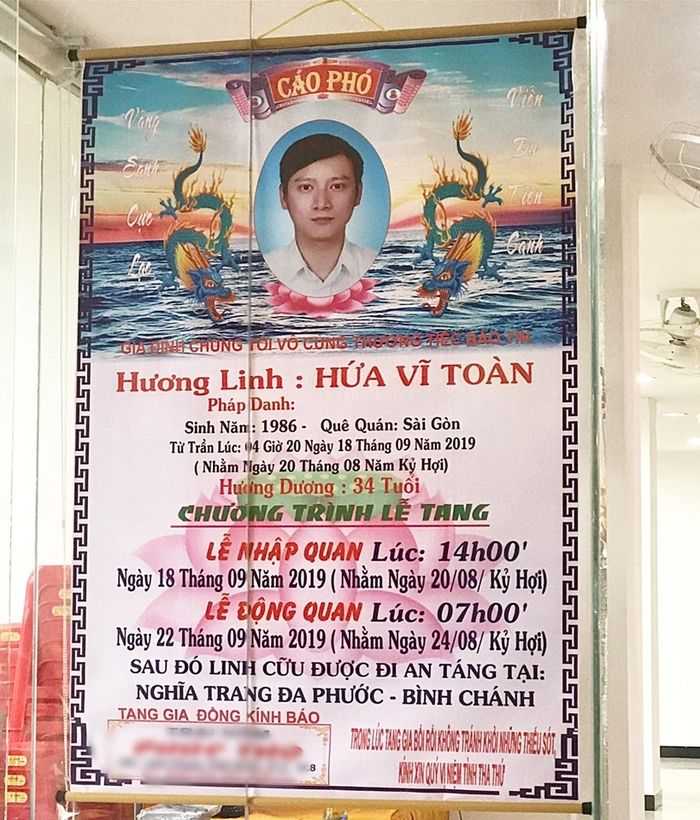 CÁO PHÓ
Vãng
Sanh
Cực
Lạc
Viên
Du
Tiên
Cảnh
GIA ĐÌNH CHÚNG TÔI VÔ CÙNG THƯƠNG TIẾC BÁO TIN
Hương Linh : HỨA VĨ TOÀN
Pháp Danh:
Sinh Năm: 1986 - Quê Quán: Sài Gòn
Từ Trần Lúc: 04 Giờ 20 Ngày 18 Tháng 09 Năm 2019
( Nhằm Ngày 20 Tháng 08 Năm Kỷ Hợi)
Hưởng Dương : 34 Tuổi
CHƯƠNG TRÌNH LỄ TANG
LỄ NHẬP QUAN Lúc: 14h00'
Ngày 18 Tháng 09 Năm 2019 ( Nhằm Ngày 20/08/ Kỷ Hợi)
LỄ ĐỘNG QUAN Lúc: 07h00'
Ngày 22 Tháng 09 Năm 2019 ( Nhằm Ngày 24/08/ Kỷ Hợi)
SAU ĐÓ LINH CỮU ĐƯỢC ĐI AN TÁNG TẠI:
NGHĨA TRANG ĐA PHƯỚC - BÌNH CHÁNH
TANG GIA ĐỒNG KÍNH BÁO
TRONG LÚC TANG GIA BỐI RỐI KHÔNG TRÁNH KHỎI NHỮNG THIẾU SÓT,
KÍNH XIN QUÝ VỊ NIỆM TÌNH THA THỨ